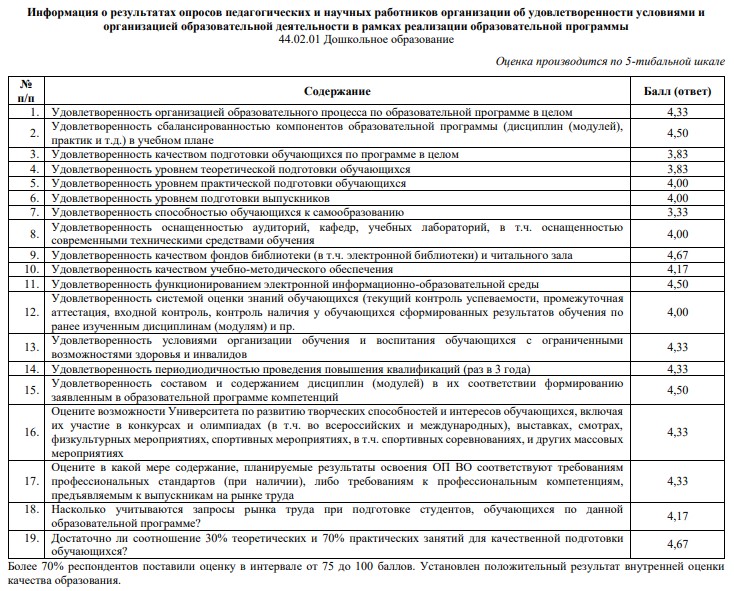 Информация о результатах опросов педагогических и научных работников организации об удовлетворенности условиями и
организацией образовательной деятельности в рамках реализации образовательной программы
44.02.01 Дошкольное образование
Оценка производится по 5-тибальной шкале
№
п/п
Содержание
Балл (ответ)
1. Удовлетворенность организацией образовательного процесса по образовательной программе в целом 4,33
2. Удовлетворенность сбалансированностью компонентов образовательной программы (дисциплин (модулей),
практик и т.д.) в учебном плане 4,50
3. Удовлетворенность качеством подготовки обучающихся по программе в целом 3,83
4. Удовлетворенность уровнем теоретической подготовки обучающихся 3,83
5. Удовлетворенность уровнем практической подготовки обучающихся 4,00
6. Удовлетворенность уровнем подготовки выпускников 4,00
7. Удовлетворенность способностью обучающихся к самообразованию 3,33
8. Удовлетворенность оснащенностью аудиторий, кафедр, учебных лабораторий, в т.ч. оснащенностью
современными техническими средствами обучения 4,00
9. Удовлетворенность качеством фондов библиотеки (в т.ч. электронной библиотеки) и читального зала 4,67
10. Удовлетворенность качеством учебно-методического обеспечения 4,17
11. Удовлетворенность функционированием электронной информационно-образовательной среды 4,50
12. Удовлетворенность системой оценки знаний обучающихся (текущий контроль успеваемости, промежуточная
аттестация, входной контроль, контроль наличия у обучающихся сформированных результатов обучения по
ранее изученным дисциплинам (модулям) и пр. 4,00
13. Удовлетворенность условиями организации обучения и воспитания обучающихся с ограниченными
возможностями здоровья и инвалидов 4,33
14. Удовлетворенность периодиодичностью проведения повышения квалификаций (раз в 3 года) 4,33
15. Удовлетворенность составом и содержанием дисциплин (модулей) в их соответствии формированию
заявленным в образовательной программе компетенций 4,50
16. Оцените возможности Университета по развитию творческих способностей и интересов обучающихся, включая
их участие в конкурсах и олимпиадах (в т.ч. во всероссийских и международных), выставках, смотрах,
физкультурных мероприятиях, спортивных мероприятиях, в т.ч. спортивных соревнованиях, и других массовых
мероприятиях 4,33
17. Оцените в какой мере содержание, планируемые результаты освоения ОП ВО соответствуют требованиям
профессиональных стандартов (при наличии), либо требованиям к профессиональным компетенциям,
предъявляемым к выпускникам на рынке труда 4,33
18. Насколько учитываются запросы рынка труда при подготовке студентов, обучающихся по данной
образовательной программе? 4,17
19. Достаточно ли соотношение 30% теоретических и 70% практических занятий для качественной подготовки
обучающихся? 4,67
Более 70% респондентов поставили оценку в интервале от 75 до 100 баллов. Установлен положительный результат внутренней оценки
качества образования.